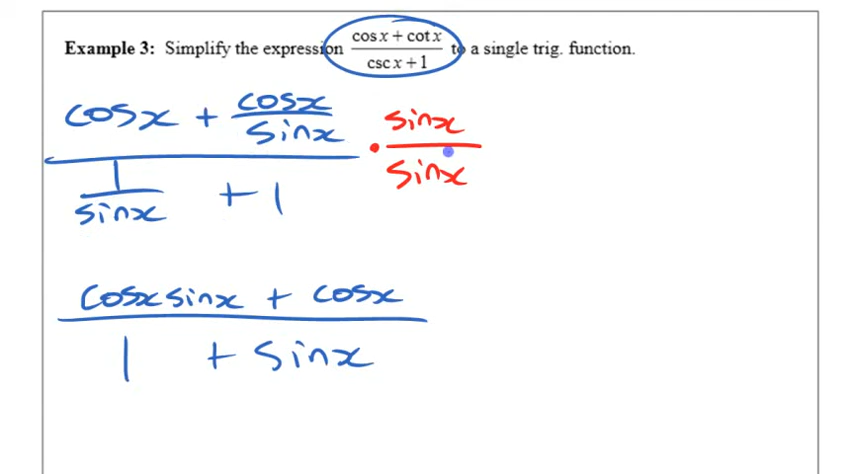 Example 3: Simplify the expression (cos x + cot x)/(csc x + 1) to a single trig. function.
cosx + cosx/sinx · sinx
1/sinx + 1 sinx
cosx sinx + cosx
1 + sinx